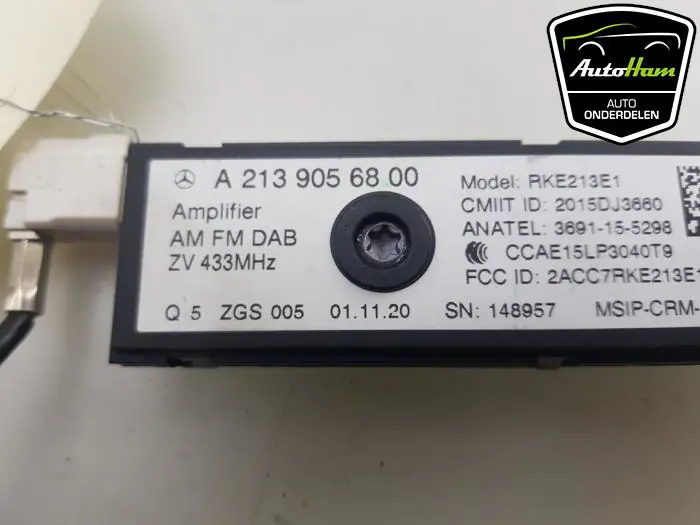 AutoHam
AUTO
ONDERDELEN
A 213 905 68 00
Amplifier
AM FM DAB
ZV 433MHz
Q 5 ZGS 005 01.11.20
Model: RKE213E1
CMIIT ID: 2015DJ3660
ANATEL: 3691-15-5298
CCAE15LP3040T9
FCC ID: 2ACC7RKE213E1
SN: 148957 MSIP-CRM-